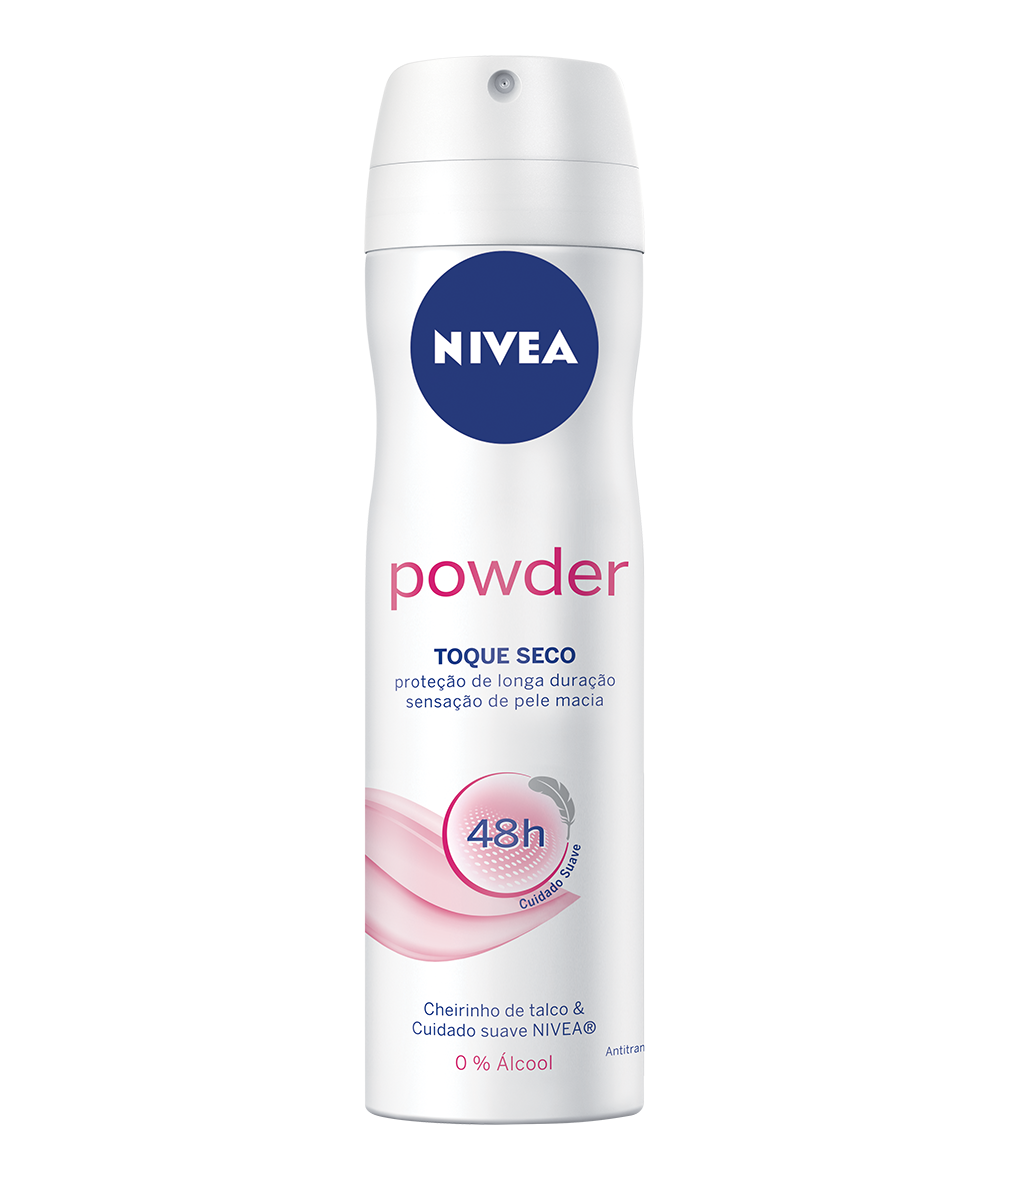 NIVEA
powder
TOQUE SECO
proteção de longa duração
sensação de pele macia
48h
Cuidado Suave
Cheirinho de talco &
Cuidado suave NIVEA®
0 % Álcool
Antitran